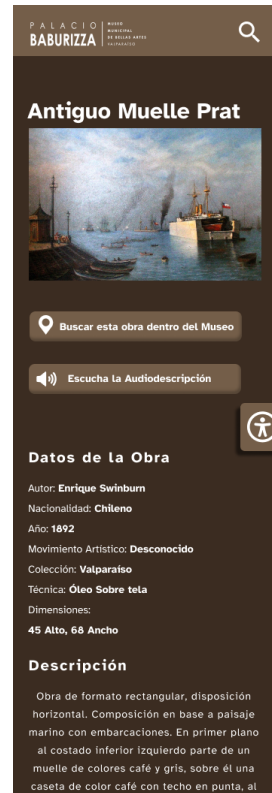 PALACIO
BABURIZZA
MUSEO
MUNICIPAL
DE BELLAS ARTES
VALPARAÍSO
Antiguo Muelle Prat
Buscar esta obra dentro del Museo
Escucha la Audiodescripción
Datos de la Obra
Autor: Enrique Swinburn
Nacionalidad: Chileno
Año: 1892
Movimiento Artístico: Desconocido
Colección: Valparaíso
Técnica: Óleo Sobre tela
Dimensiones:
45 Alto, 68 Ancho
Descripción
Obra de formato rectangular, disposición
horizontal. Composición en base a paisaje
marino con embarcaciones. En primer plano
al costado inferior izquierdo parte de un
muelle de colores café y gris, sobre él una
caseta de color café con techo en punta, al